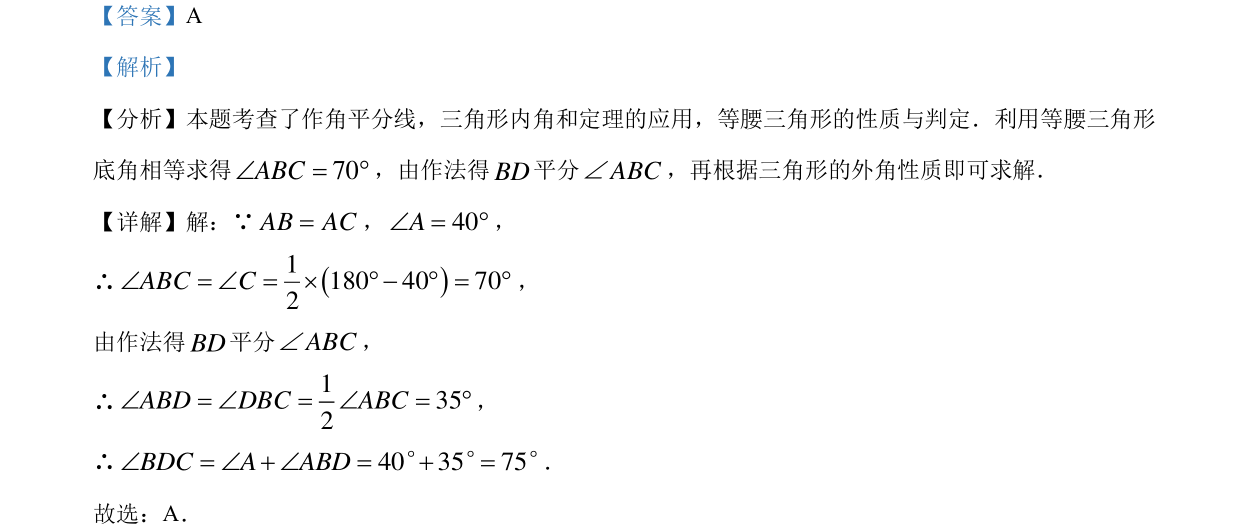 【答案】A
【解析】
【分析】本题考查了作角平分线，三角形内角和定理的应用，等腰三角形的性质与判定．利用等腰三角形
底角相等求得∠ABC = 70°，由作法得 BD 平分∠ABC，再根据三角形的外角性质即可求解．
【详解】解：∵ AB = AC，∠A = 40°，
∴ ∠ABC = ∠C = 1/2 × (180° − 40°) = 70°，
由作法得 BD 平分∠ABC，
∴ ∠ABD = ∠DBC = 1/2 ∠ABC = 35°，
∴ ∠BDC = ∠A + ∠ABD = 40° + 35° = 75°．
故选：A．